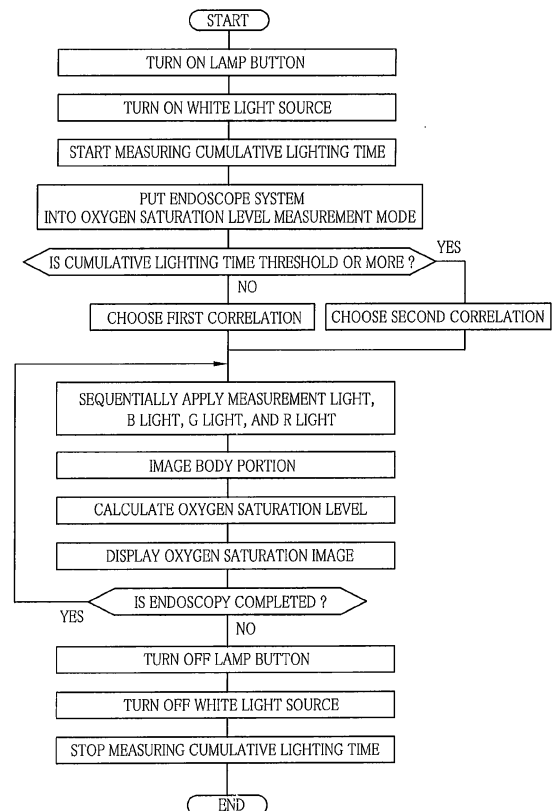 START
TURN ON LAMP BUTTON
TURN ON WHITE LIGHT SOURCE
START MEASURING CUMULATIVE LIGHTING TIME
PUT ENDOSCOPE SYSTEM
INTO OXYGEN SATURATION LEVEL MEASUREMENT MODE
IS CUMULATIVE LIGHTING TIME THRESHOLD OR MORE ?
YES
NO
CHOOSE FIRST CORRELATION
CHOOSE SECOND CORRELATION
SEQUENTIALLY APPLY MEASUREMENT LIGHT,
B LIGHT, G LIGHT, AND R LIGHT
IMAGE BODY PORTION
CALCULATE OXYGEN SATURATION LEVEL
DISPLAY OXYGEN SATURATION IMAGE
IS ENDOSCOPY COMPLETED ?
YES
NO
TURN OFF LAMP BUTTON
TURN OFF WHITE LIGHT SOURCE
STOP MEASURING CUMULATIVE LIGHTING TIME
END